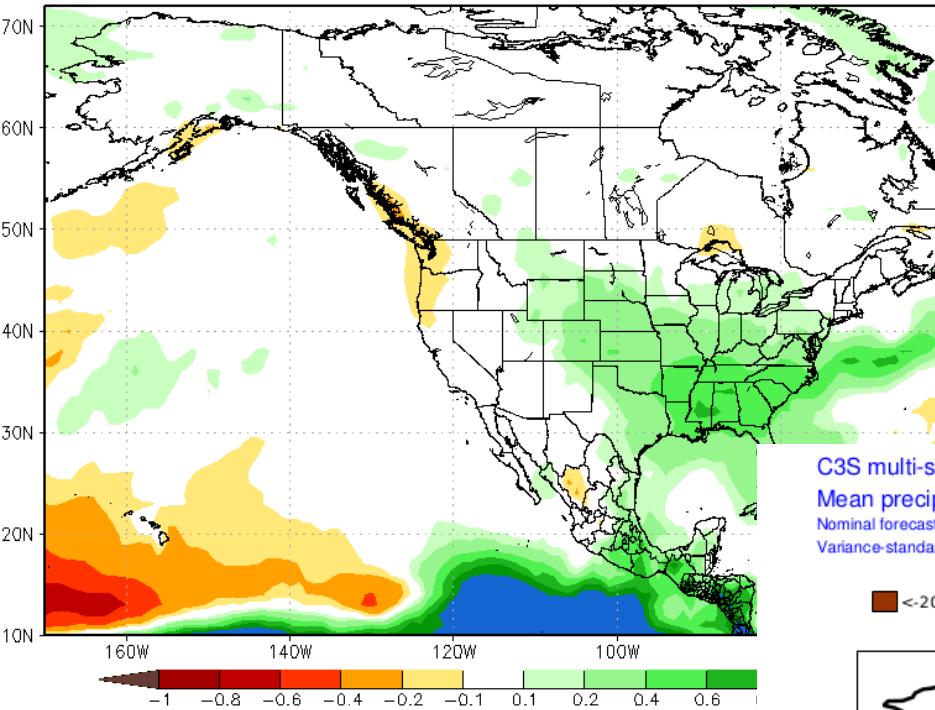 70N
60N
50N
40N
30N
20N
10N
160W 140W 120W 100W
-1 -0.8 -0.6 -0.4 -0.2 -0.1 0.1 0.2 0.4 0.6
C3S multi-s
Mean precip
Nominal forecast
Variance-standa
<-20